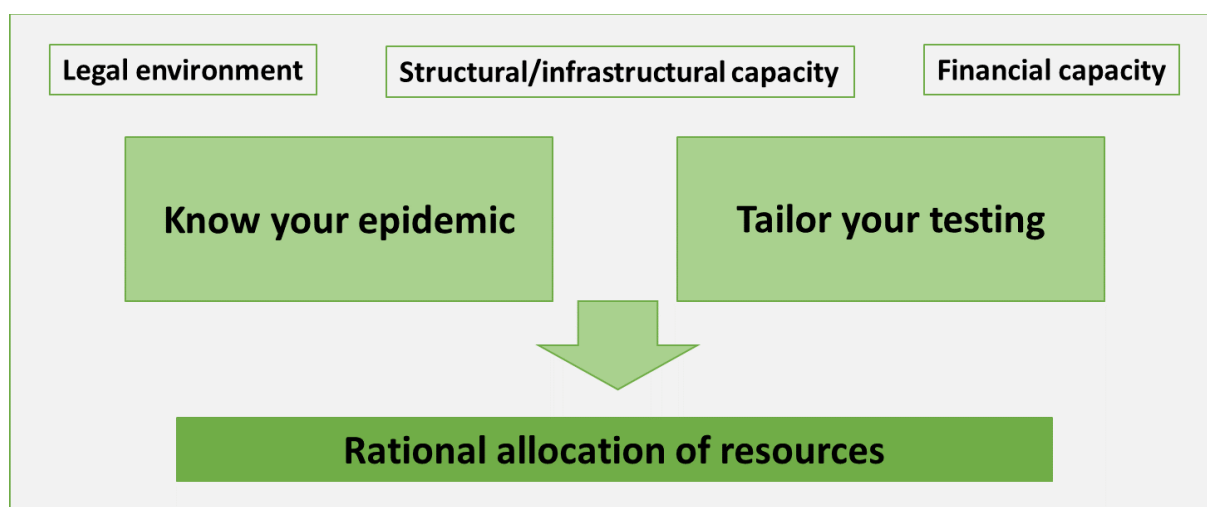 Legal environment
Structural/infrastructural capacity
Financial capacity
Know your epidemic
Tailor your testing
Rational allocation of resources